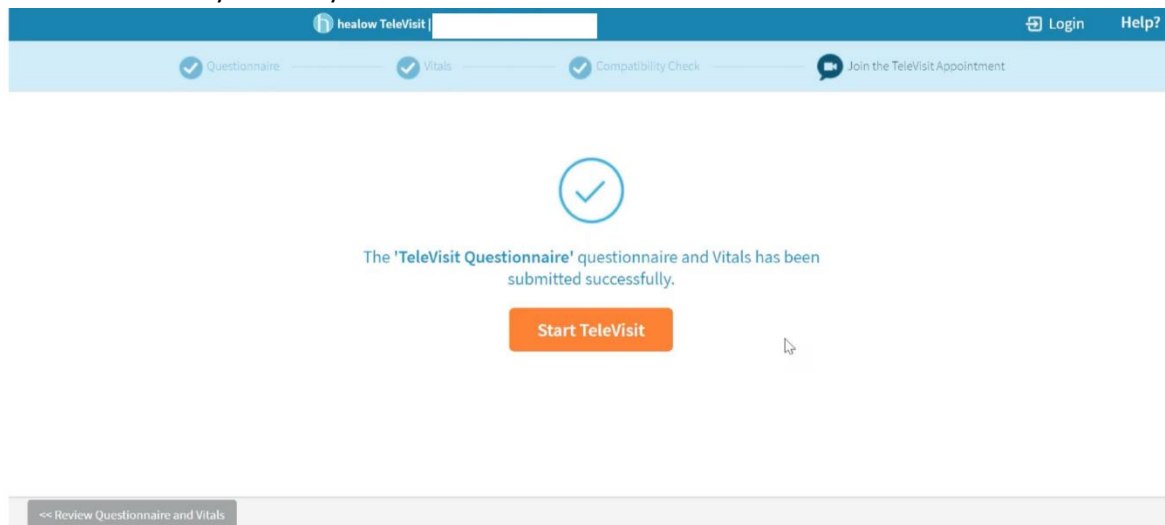 healow TeleVisit |
Login
Help?
Questionnaire
Vitals
Compatibility Check
Join the TeleVisit Appointment
The 'TeleVisit Questionnaire' questionnaire and Vitals has been
submitted successfully.
Start TeleVisit
<< Review Questionnaire and Vitals